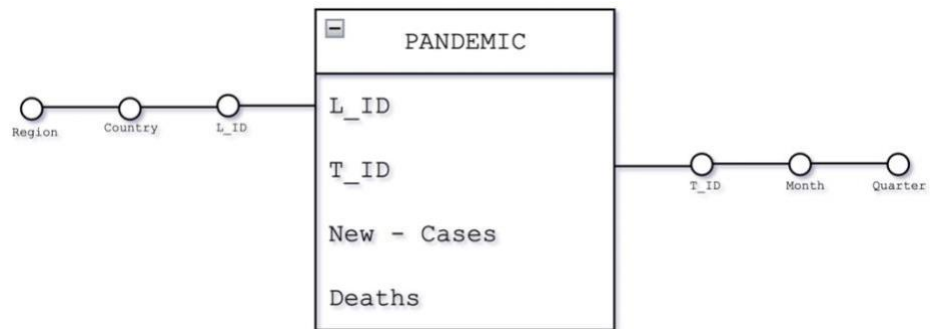 PANDEMIC
L_ID
T_ID
New - Cases
Deaths
Region
Country
L_ID
T_ID
Month
Quarter